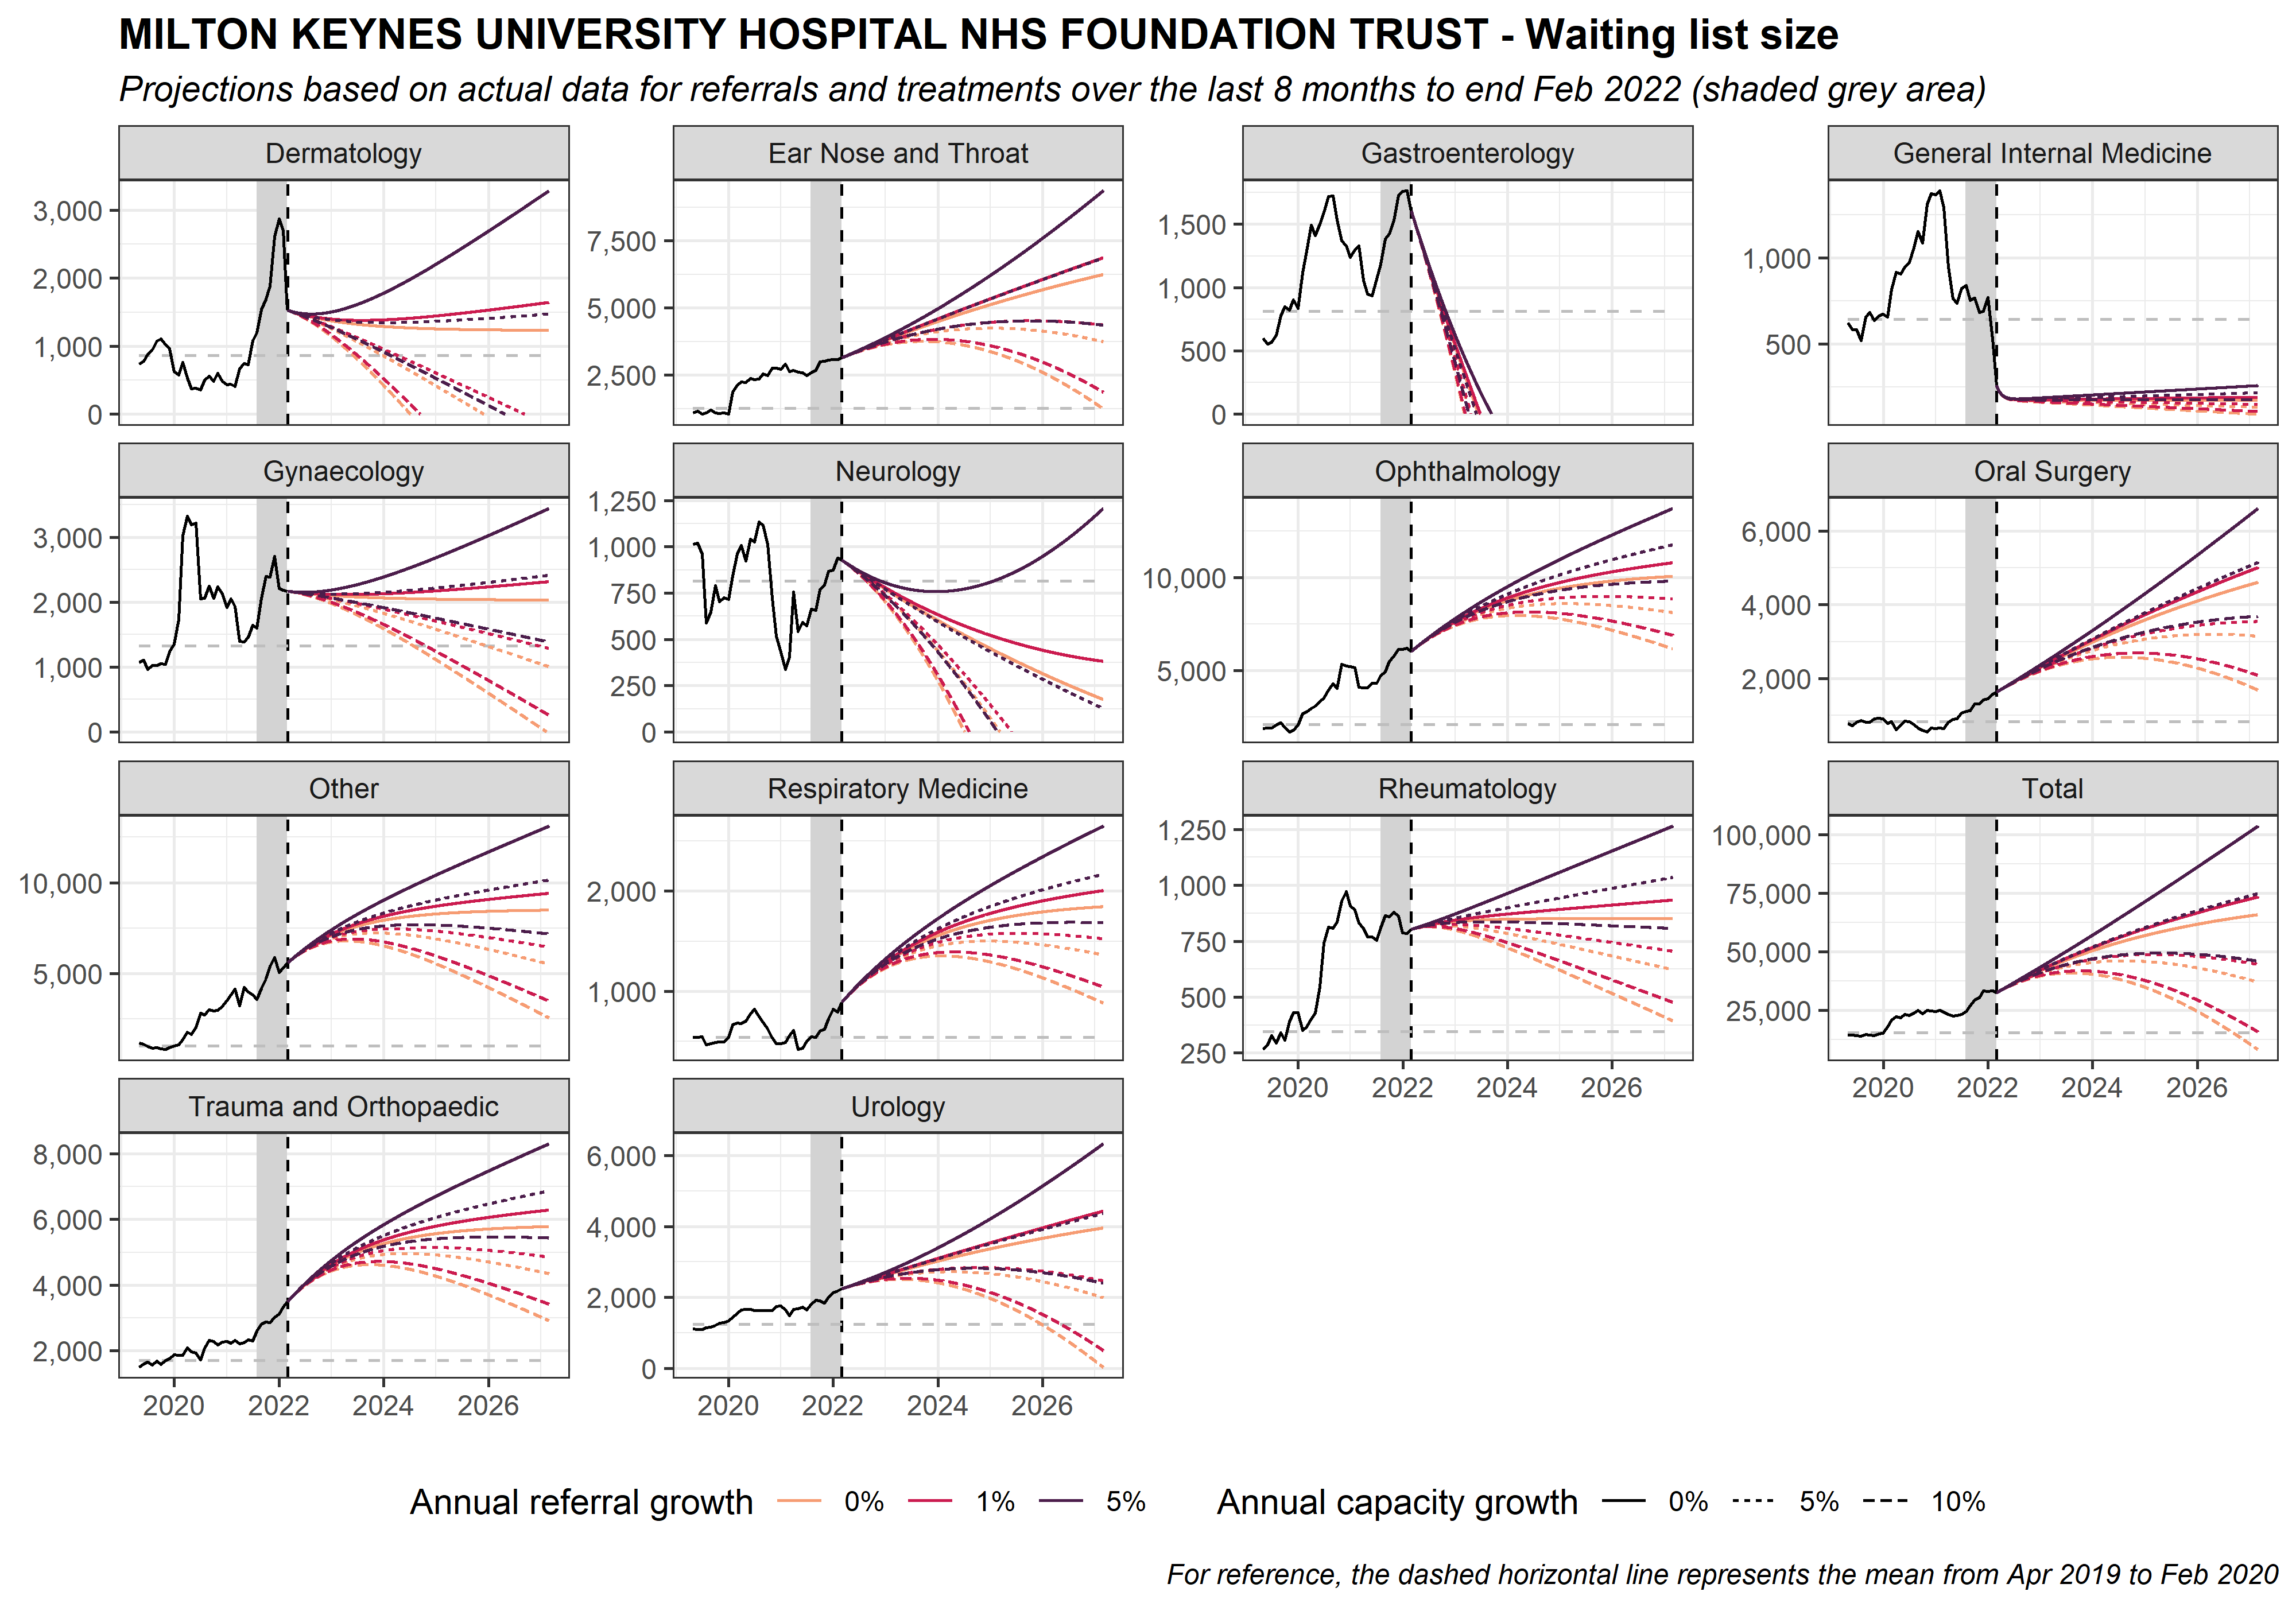 MILTON KEYNES UNIVERSITY HOSPITAL NHS FOUNDATION TRUST - Waiting list size
Projections based on actual data for referrals and treatments over the last 8 months to end Feb 2022 (shaded grey area)
Dermatology
3,000
2,000
1,000
0
Ear Nose and Throat
7,500
5,000
2,500
Gastroenterology
1,500
1,000
500
0
General Internal Medicine
1,000
500
Gynaecology
3,000
2,000
1,000
0
Neurology
1,250
1,000
750
500
250
0
Ophthalmology
10,000
5,000
Oral Surgery
6,000
4,000
2,000
Other
10,000
5,000
Respiratory Medicine
2,000
1,000
Rheumatology
1,250
1,000
750
500
250
2020 2022 2024 2026
Total
100,000
75,000
50,000
25,000
2020 2022 2024 2026
Trauma and Orthopaedic
8,000
6,000
4,000
2,000
2020 2022 2024 2026
Urology
6,000
4,000
2,000
0
2020 2022 2024 2026
Annual referral growth 0% 1% 5% Annual capacity growth 0% 5% 10%
For reference, the dashed horizontal line represents the mean from Apr 2019 to Feb 2020